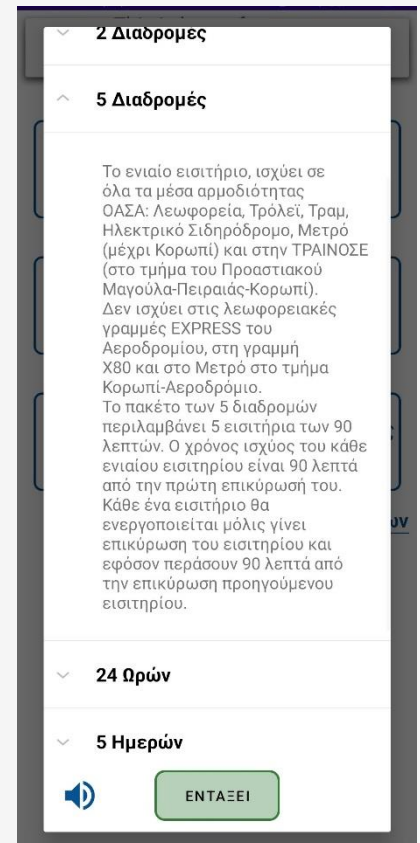 2 Διαδρομές
5 Διαδρομές
Το ενιαίο εισιτήριο, ισχύει σε
όλα τα μέσα αρμοδιότητας
ΟΑΣΑ: Λεωφορεία, Τρόλεϊ, Τραμ,
Ηλεκτρικό Σιδηρόδρομο, Μετρό
(μέχρι Κορωπί) και στην ΤΡΑΙΝΟΣΕ
(στο τμήμα του Προαστιακού
Μαγούλα-Πειραιάς-Κορωπί).
Δεν ισχύει στις λεωφορειακές
γραμμές EXPRESS του
Αεροδρομίου, στη γραμμή
Χ80 και στο Μετρό στο τμήμα
Κορωπί-Αεροδρόμιο.
Το πακέτο των 5 διαδρομών
περιλαμβάνει 5 εισιτήρια των 90
λεπτών. Ο χρόνος ισχύος του κάθε
ενιαίου εισιτηρίου είναι 90 λεπτά
από την πρώτη επικύρωσή του.
Κάθε ένα εισιτήριο θα
ενεργοποιείται μόλις γίνει
επικύρωση του εισιτηρίου και
εφόσον περάσουν 90 λεπτά από
την επικύρωση προηγούμενου
εισιτηρίου.
24 Ωρών
5 Ημερών
ΕΝΤΑΞΕΙ